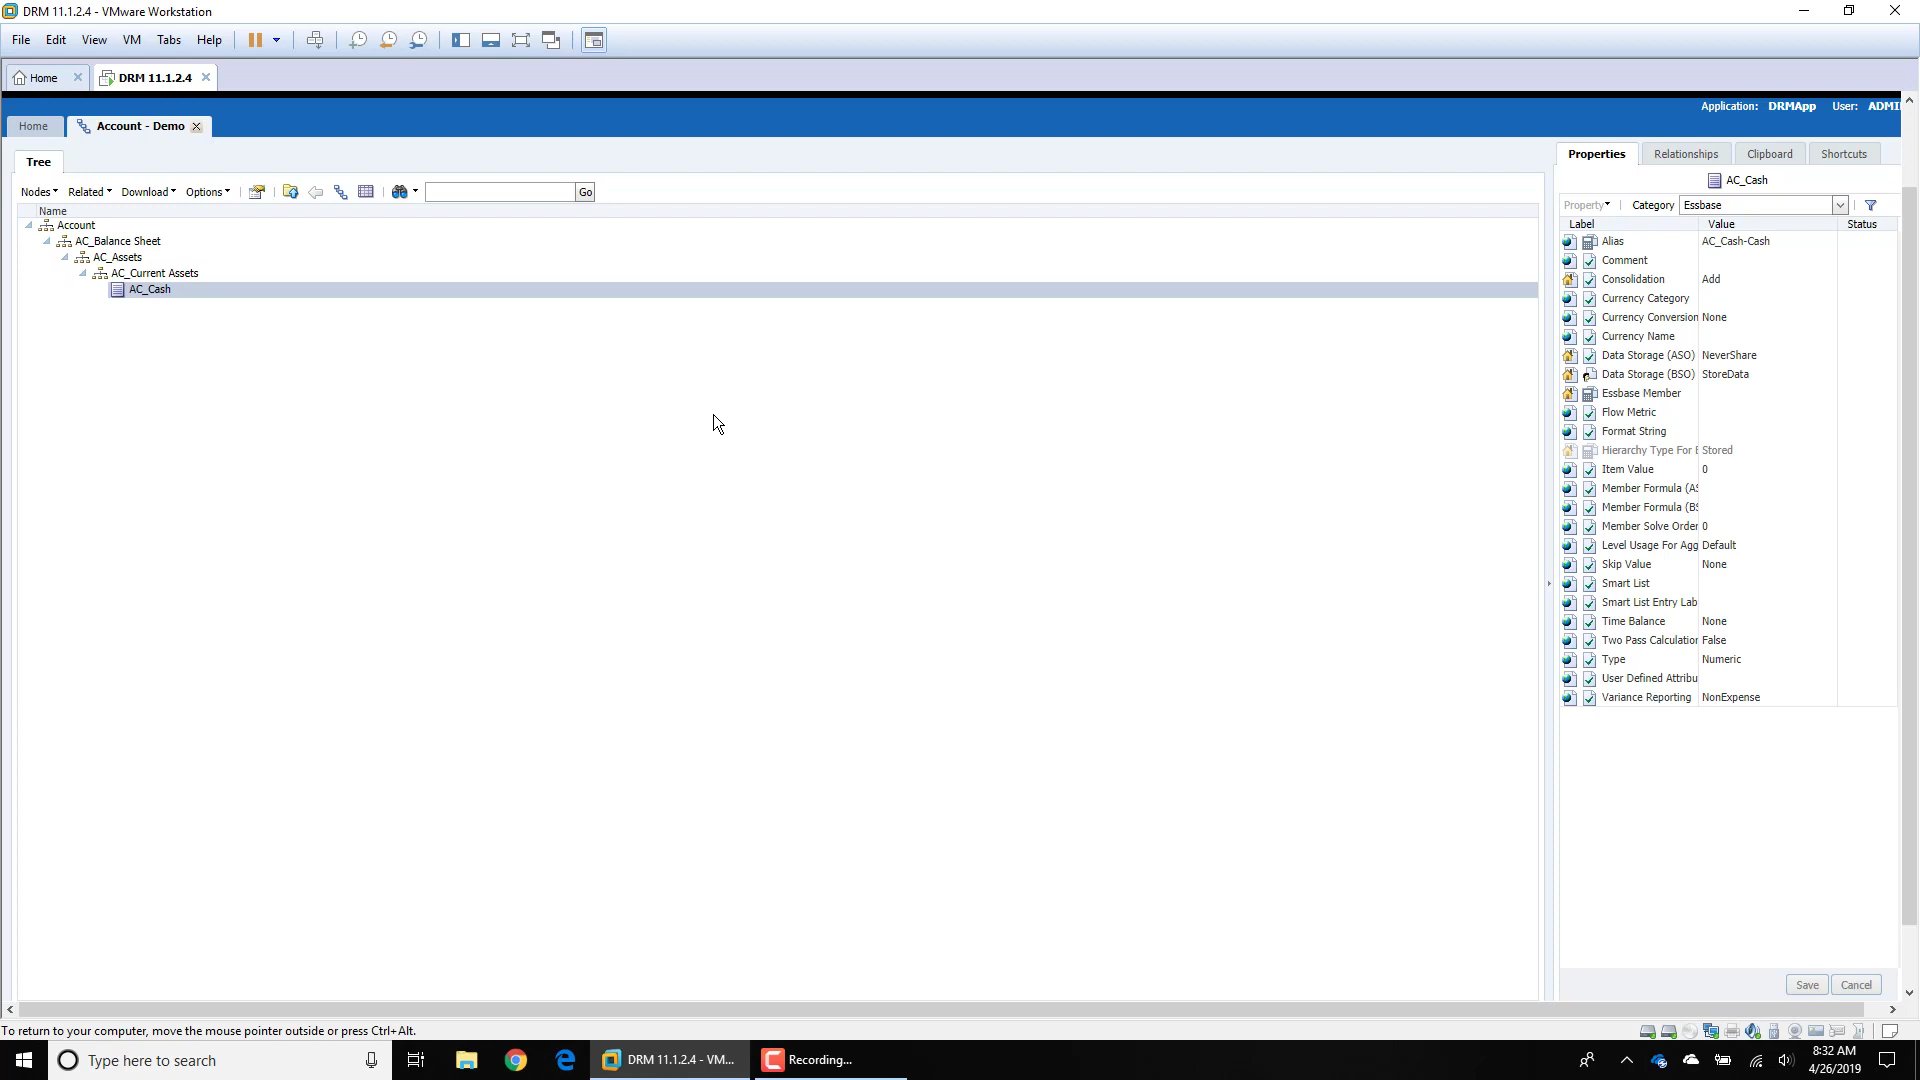 DRM 11.1.2.4 - VMware Workstation
File Edit View VM Tabs Help
Home DRM 11.1.2.4
Application: DRMApp User: ADMI
Home Account - Demo
Tree
Properties Relationships Clipboard Shortcuts
AC_Cash
Nodes Related Download Options Go
Property Category Essbase
Name
Label Value Status
Account
AC_Balance Sheet
AC_Assets
AC_Current Assets
AC_Cash
Alias AC_Cash-Cash
Comment
Consolidation Add
Currency Category
Currency Conversion None
Currency Name
Data Storage (ASO) NeverShare
Data Storage (BSO) StoreData
Essbase Member
Flow Metric
Format String
Hierarchy Type For E Stored
Item Value 0
Member Formula (AS
Member Formula (BS
Member Solve Order 0
Level Usage For Agg Default
Skip Value None
Smart List
Smart List Entry Lab
Time Balance None
Two Pass Calculation False
Type Numeric
User Defined Attribu
Variance Reporting NonExpense
Save Cancel
To return to your computer, move the mouse pointer outside or press Ctrl+Alt.
Type here to search
DRM 11.1.2.4 - VM...
Recording...
8:32 AM
4/26/2019